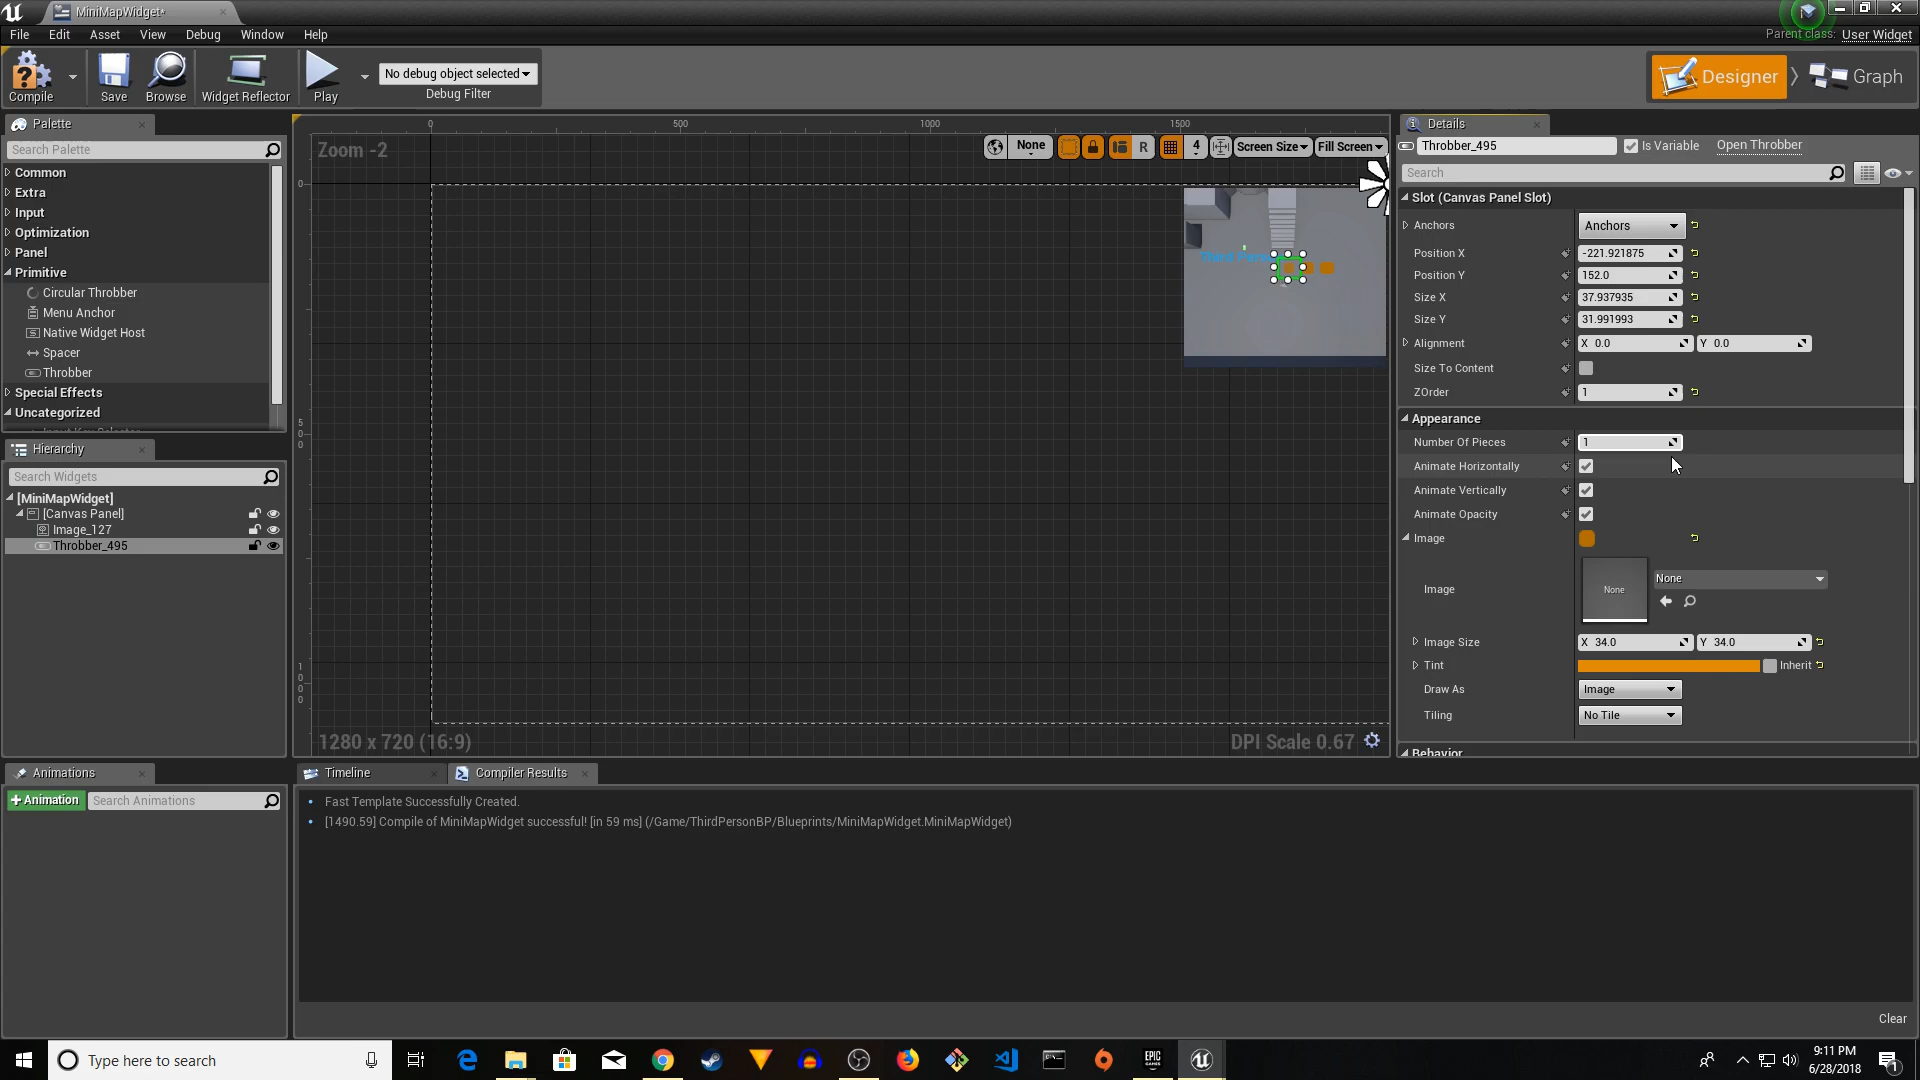 MiniMapWidget*
File Edit Asset View Debug Window Help
Parent class: User Widget
Compile Save Browse Widget Reflector Play
No debug object selected
Debug Filter
Designer Graph
Palette
Search Palette
Common
Extra
Input
Optimization
Panel
Primitive
Circular Throbber
Menu Anchor
Native Widget Host
Spacer
Throbber
Special Effects
Uncategorized
Hierarchy
Search Widgets
[MiniMapWidget]
[Canvas Panel]
Image_127
Throbber_495
Animations
+Animation
Search Animations
0 500 1000 1500
Zoom -2
None R 4 Screen Size Fill Screen
0
5
0
0
1
0
0
0
1280 x 720 (16:9)
DPI Scale 0.67
Details
Throbber_495
Is Variable
Open Throbber
Search
Slot (Canvas Panel Slot)
Anchors Anchors
Position X -221.921875
Position Y 152.0
Size X 37.937935
Size Y 31.991993
Alignment X 0.0 Y 0.0
Size To Content
ZOrder 1
Appearance
Number Of Pieces 1
Animate Horizontally
Animate Vertically
Animate Opacity
Image
Image None None
Image Size X 34.0 Y 34.0
Tint Inherit
Draw As Image
Tiling No Tile
Behavior
Timeline
Compiler Results
Fast Template Successfully Created.
[1490.59] Compile of MiniMapWidget successful! [in 59 ms] (/Game/ThirdPersonBP/Blueprints/MiniMapWidget.MiniMapWidget)
Clear
Type here to search
EPIC
GAMES
9:11 PM
6/28/2018
1